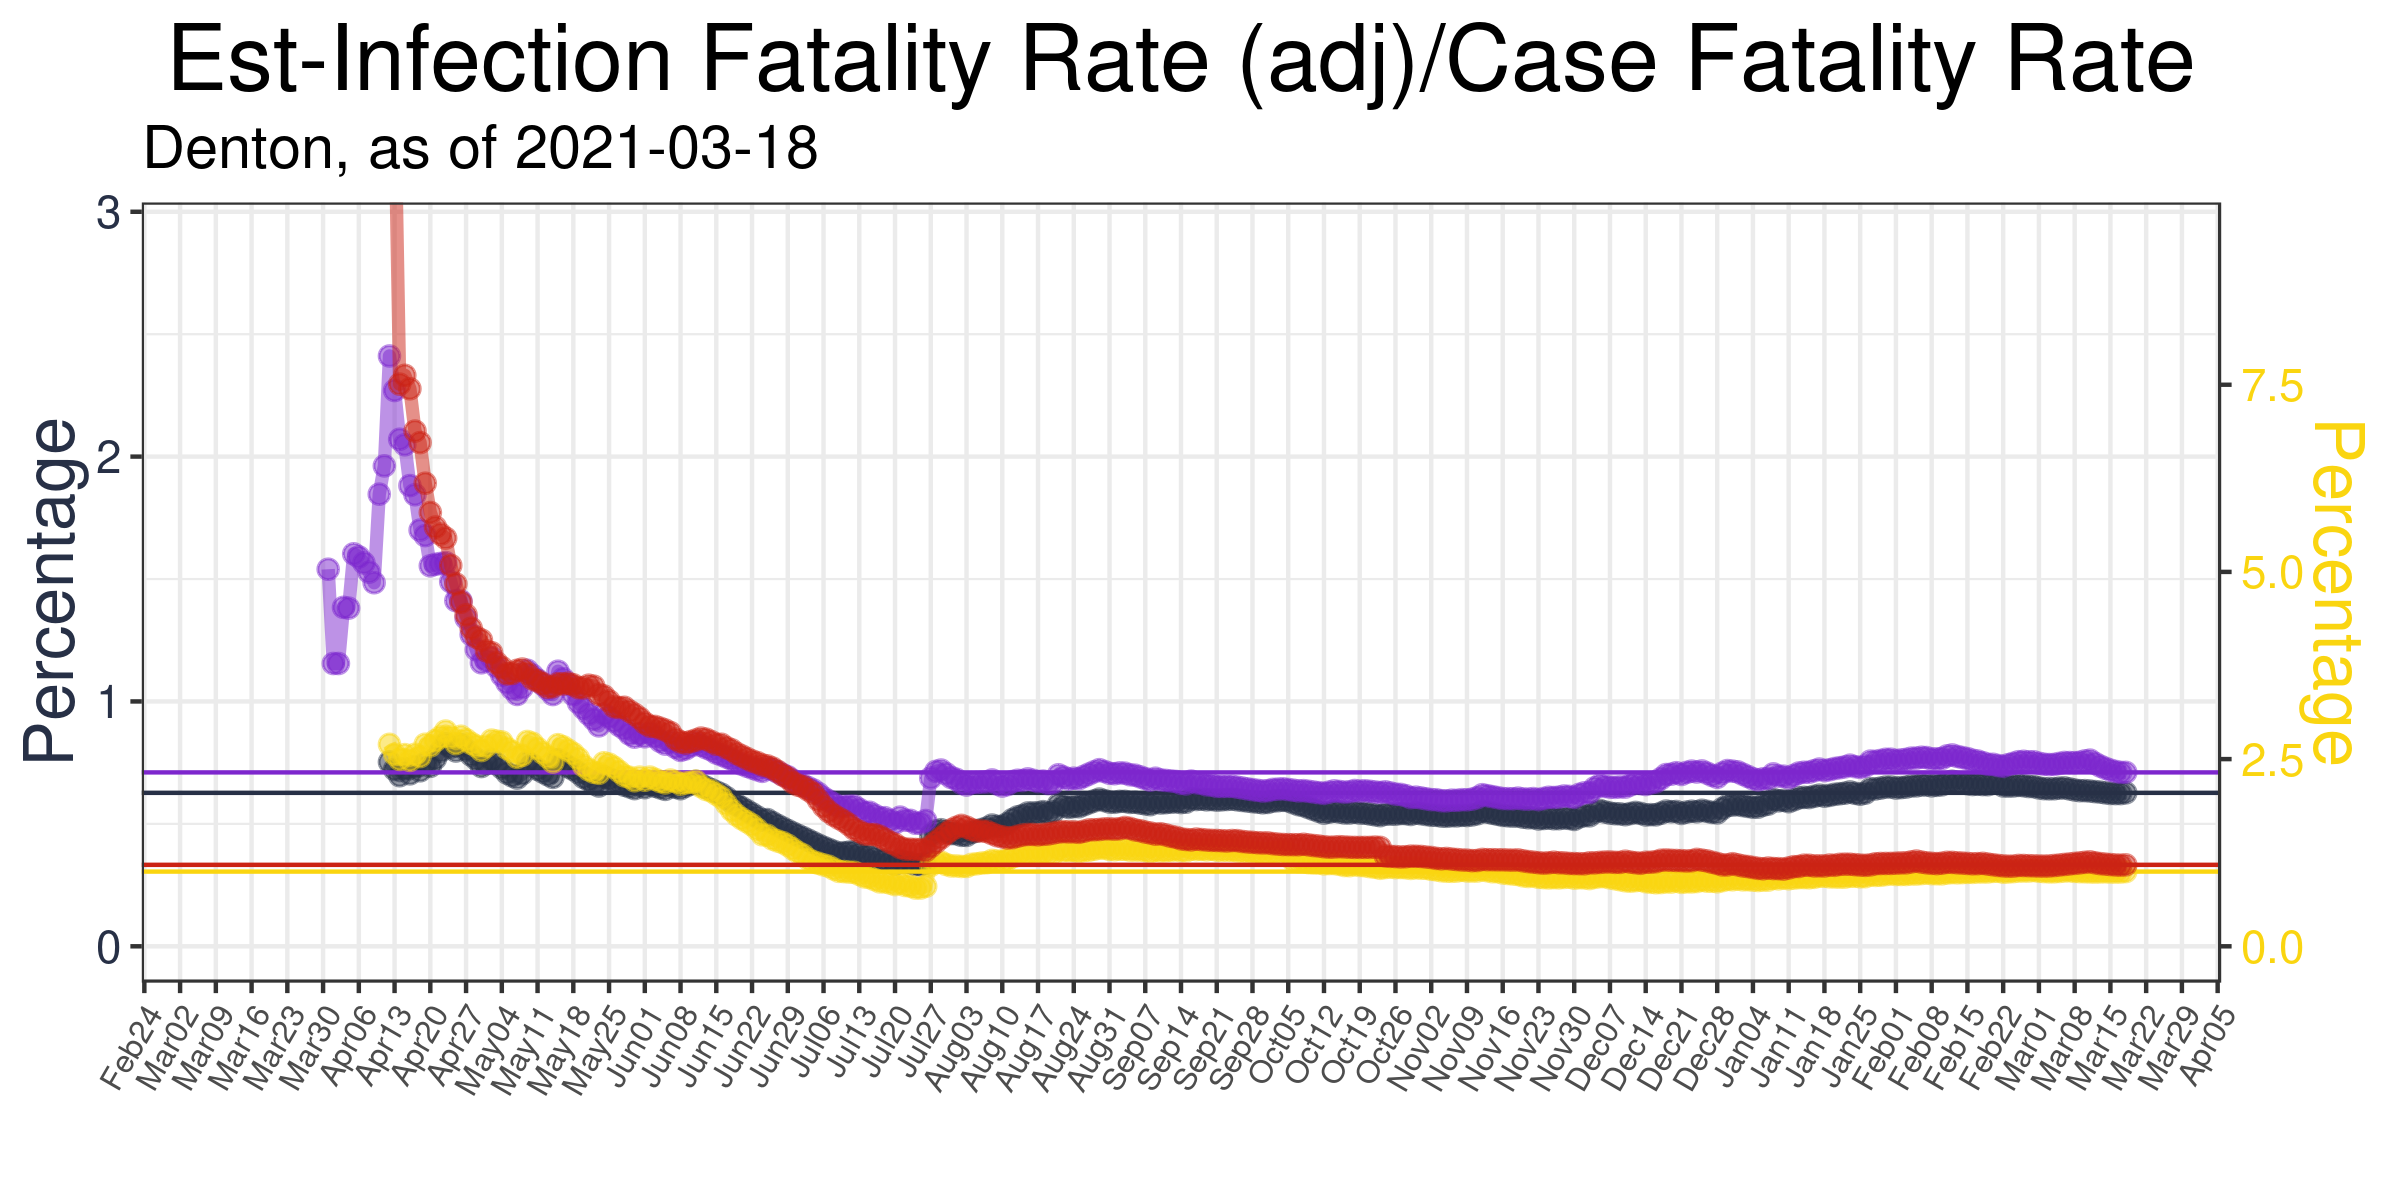 Est-Infection Fatality Rate (adj)/Case Fatality Rate
Denton, as of 2021-03-18
Percentage
3
2
1
0
7.5
5.0
2.5
0.0
Percentage
Feb24
Mar02
Mar09
Mar16
Mar23
Mar30
Apr06
Apr13
Apr20
Apr27
May04
May11
May18
May25
Jun01
Jun08
Jun15
Jun22
Jun29
Jul06
Jul13
Jul20
Jul27
Aug03
Aug10
Aug17
Aug24
Aug31
Sep07
Sep14
Sep21
Sep28
Oct05
Oct12
Oct19
Oct26
Nov02
Nov09
Nov16
Nov23
Nov30
Dec07
Dec14
Dec21
Dec28
Dec04
Jan11
Jan18
Jan25
Jan01
Feb08
Feb15
Feb22
Feb01
Mar08
Mar15
Mar22
Mar29
Apr05